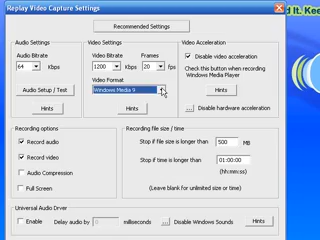 Replay Video Capture Settings
Recommended Settings
Audio Settings
Audio Bitrate
64 Kbps
Audio Setup / Test
Hints
Video Settings
Video Bitrate Frames
1200 Kbps 20 fps
Video Format
Windows Media 9
Hints
Video Acceleration
Disable video acceleration
Check this button when recording
Windows Media Player
Hints
... Disable hardware acceleration
Recording options
Record audio
Record video
Audio Compression
Full Screen
Recording file size / time
Stop if file size is longer than 500 MB
Stop if time is longer than 01:00:00
(hh:mm:ss)
(Leave blank for unlimited size or time)
Universal Audio Driver
Enable Delay audio by 0 milliseconds ... Disable Windows Sounds Hints
d It. Kee